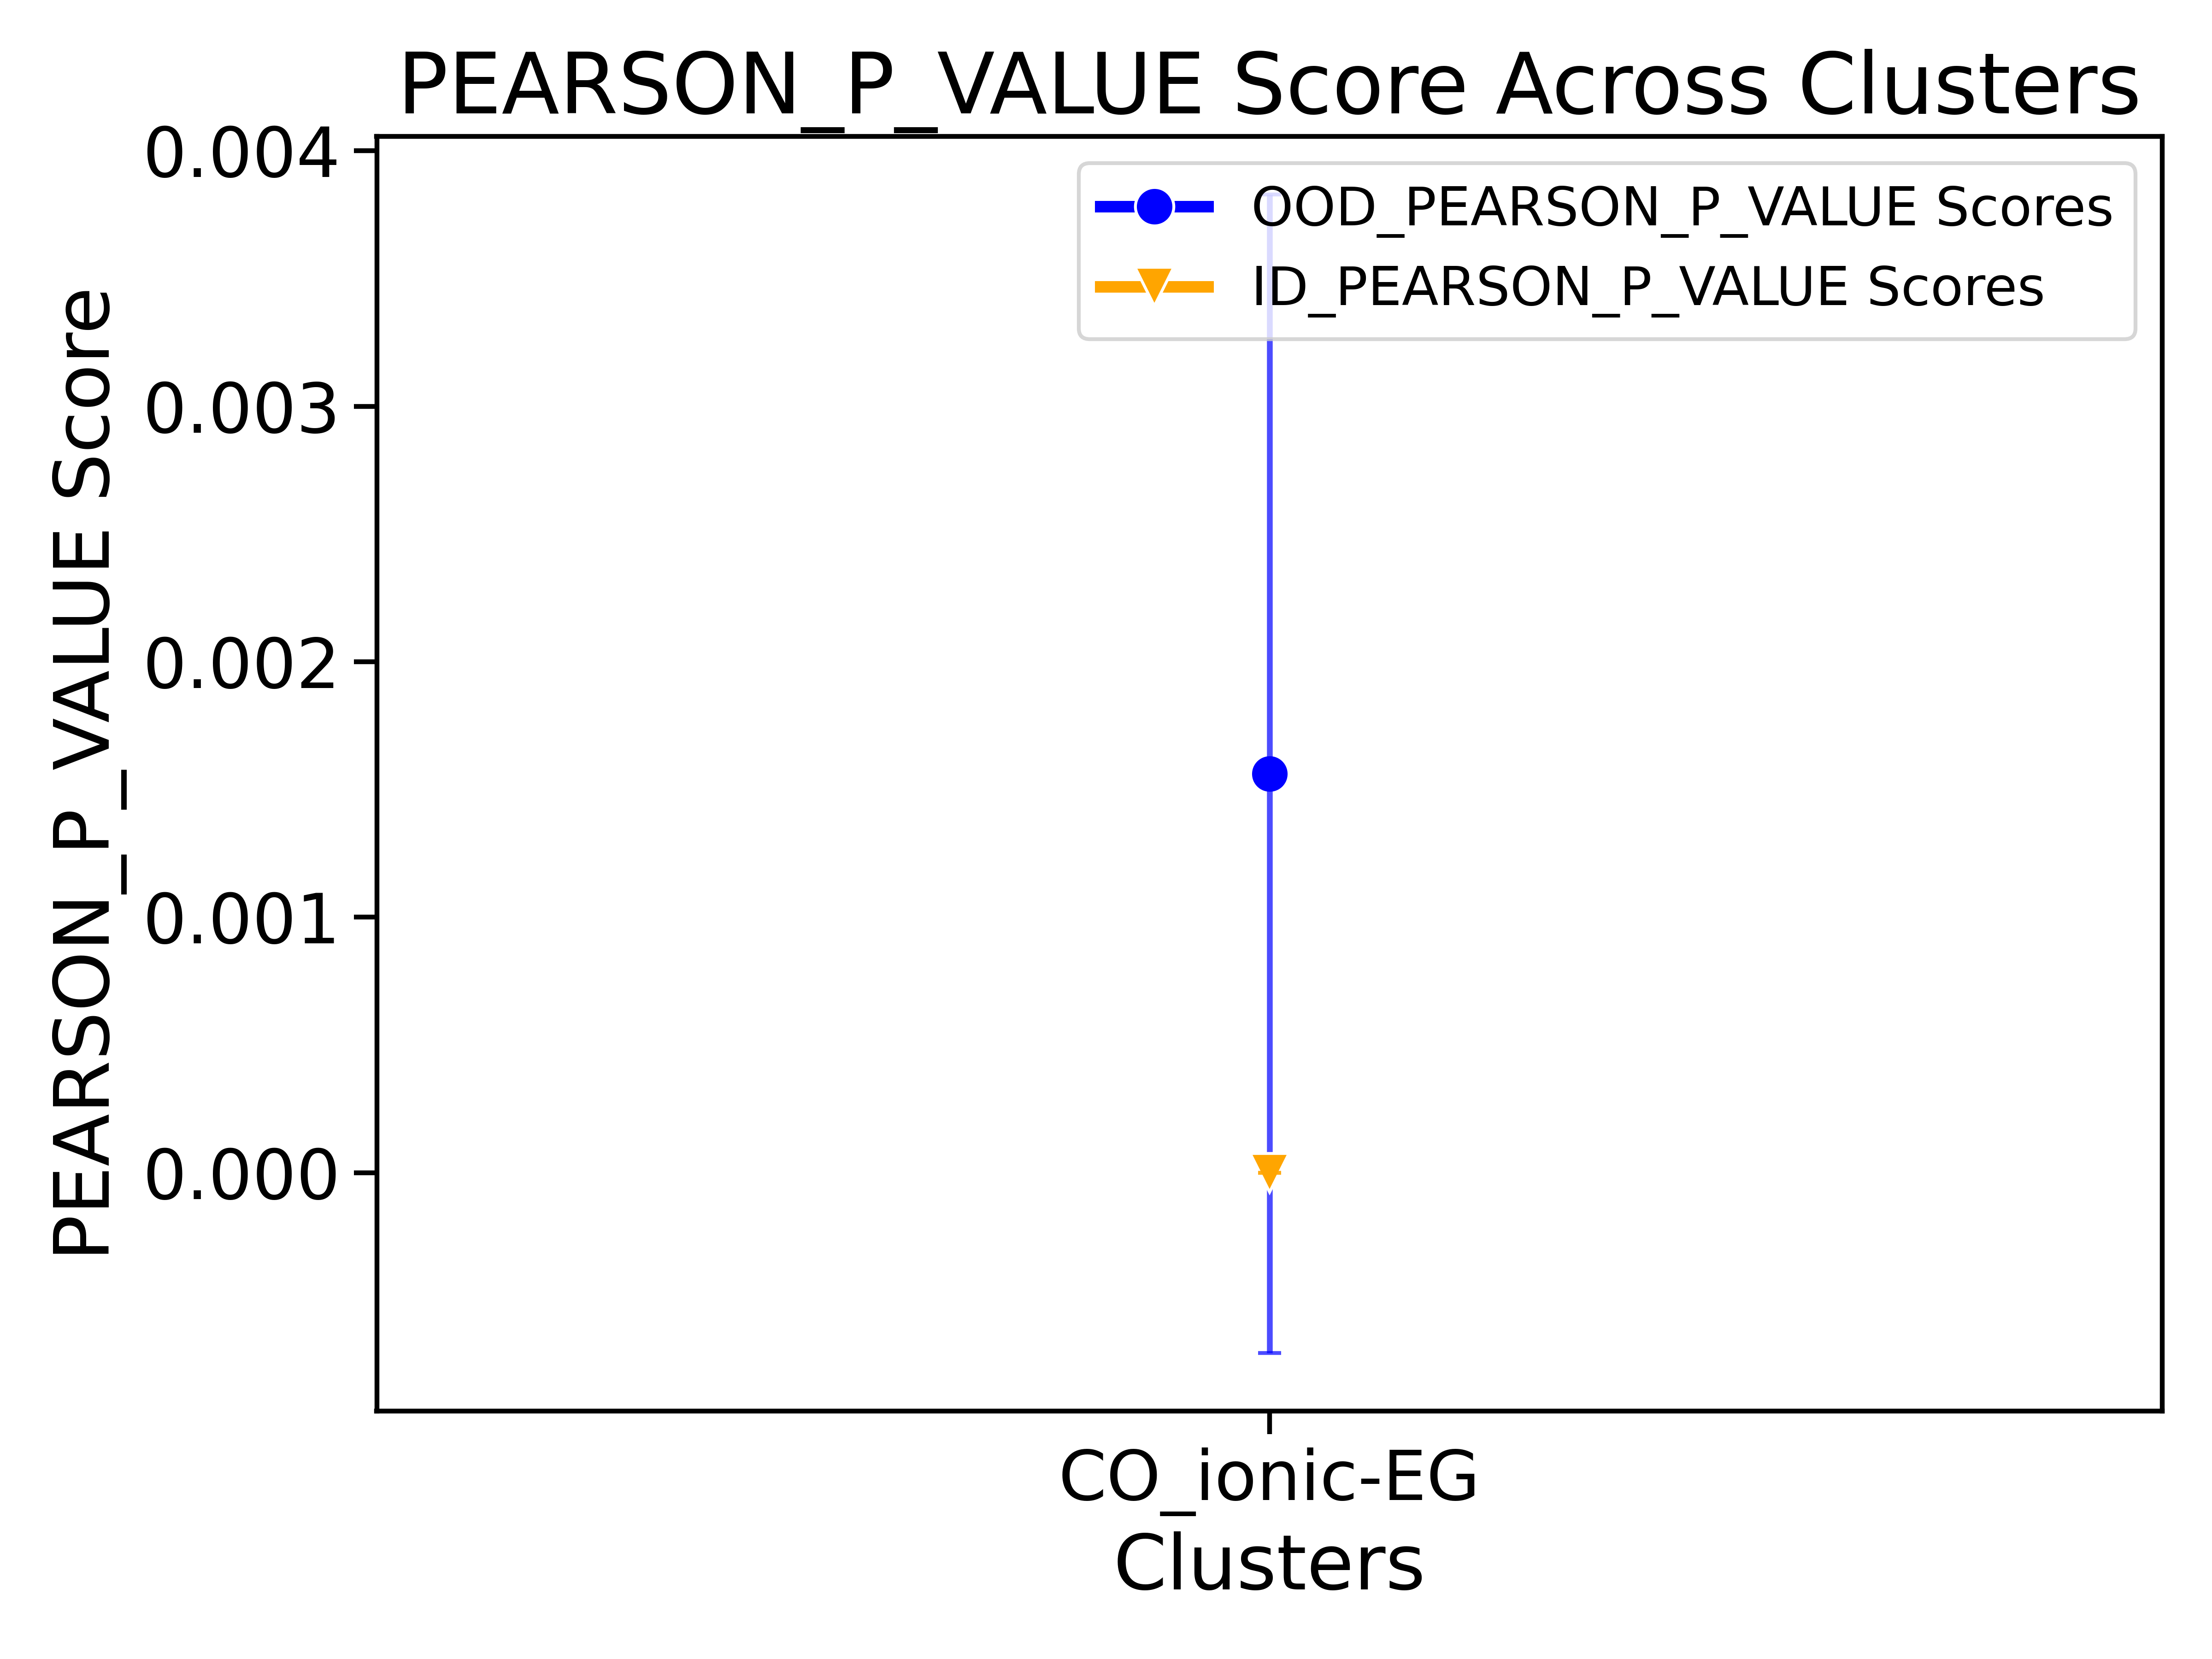 PEARSON_P_VALUE Score Across Clusters
PEARSON_P_VALUE Score
0.004
0.003
0.002
0.001
0.000
OOD_PEARSON_P_VALUE Scores
ID_PEARSON_P_VALUE Scores
CO_ionic-EG
Clusters